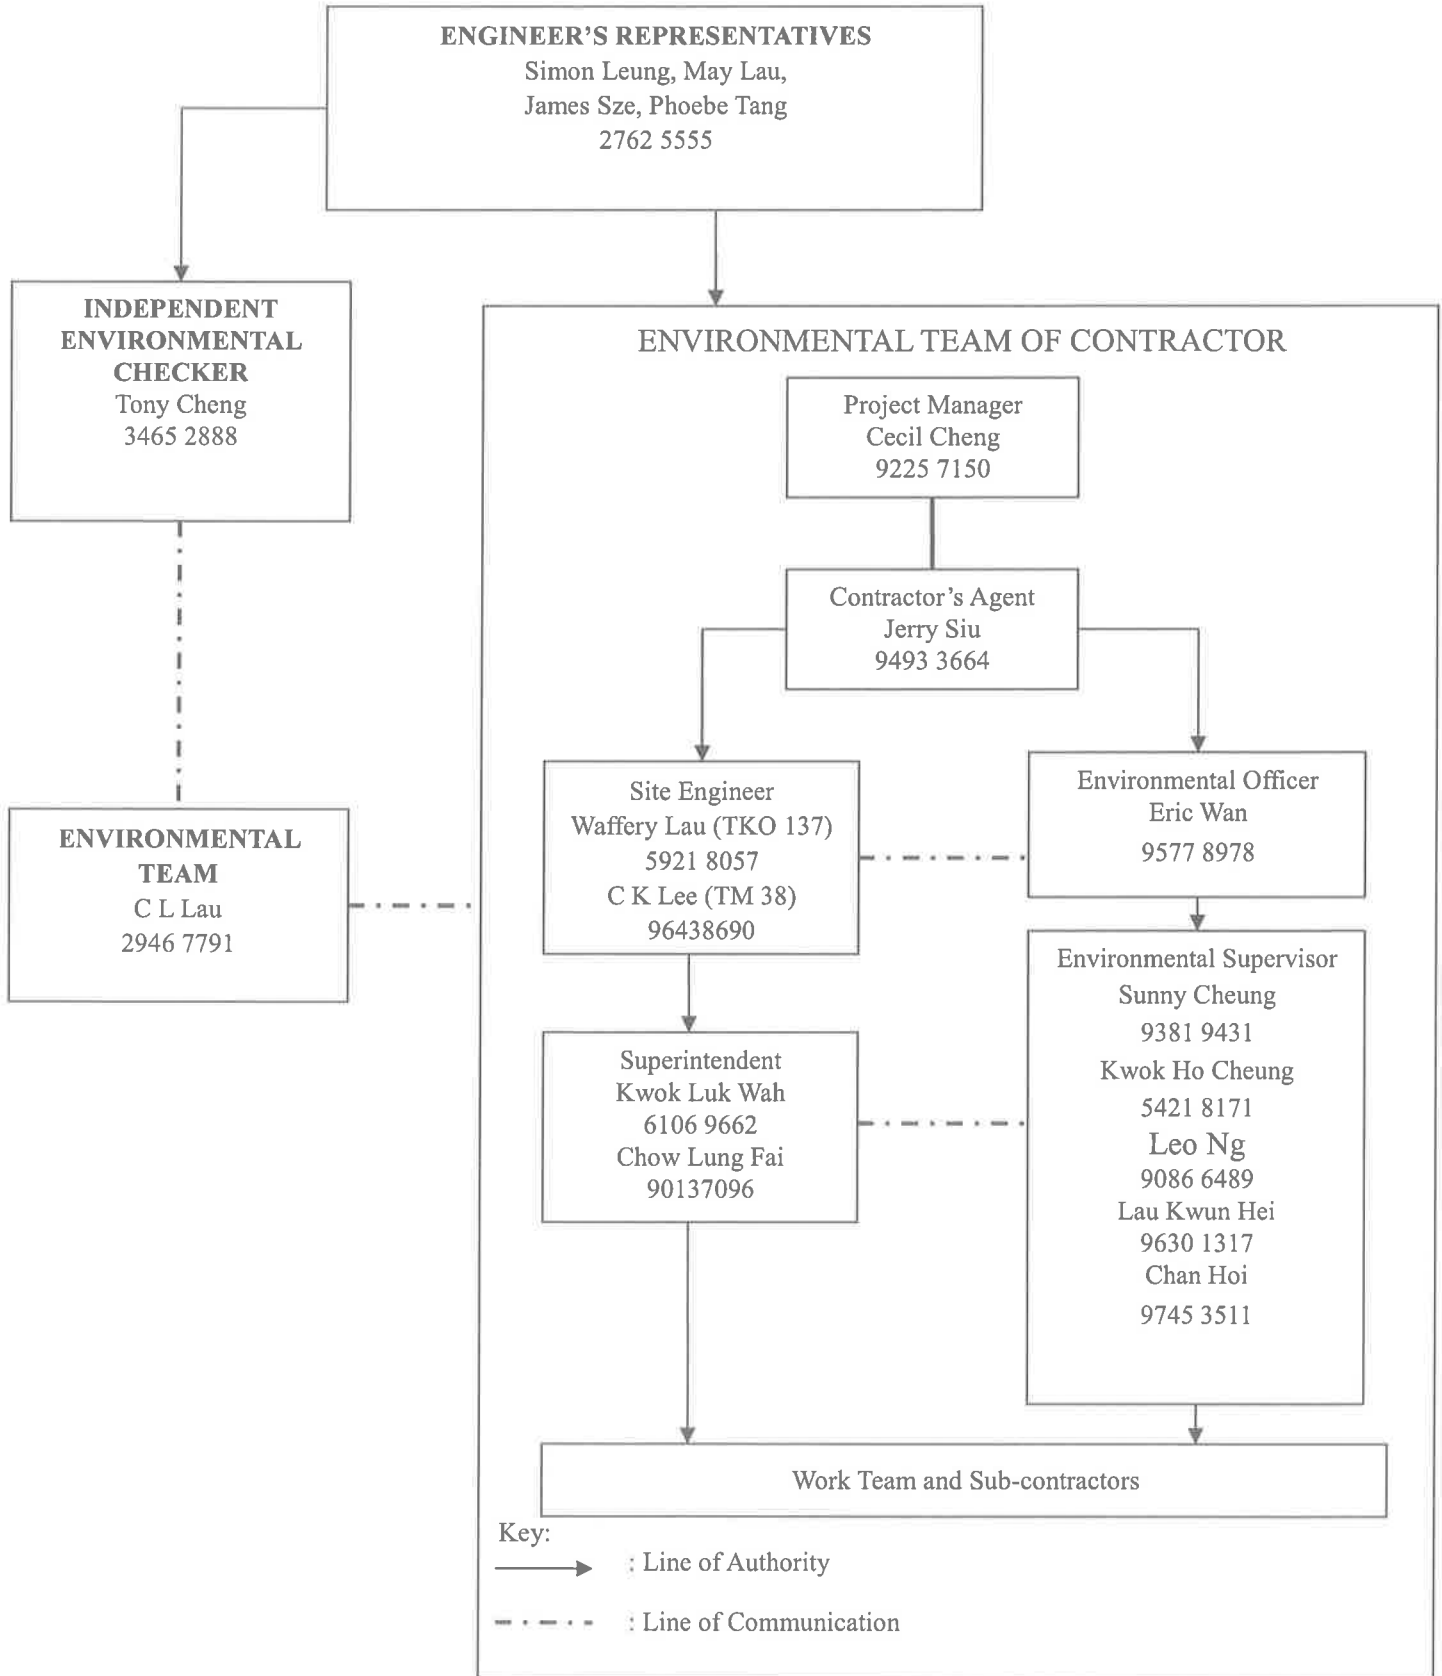 ENGINEER'S REPRESENTATIVES
Simon Leung, May Lau,
James Sze, Phoebe Tang
2762 5555
INDEPENDENT
ENVIRONMENTAL
CHECKER
Tony Cheng
3465 2888
ENVIRONMENTAL
TEAM
C L Lau
2946 7791
ENVIRONMENTAL TEAM OF CONTRACTOR
Project Manager
Cecil Cheng
9225 7150
Contractor's Agent
Jerry Siu
9493 3664
Site Engineer
Waffery Lau (TKO 137)
5921 8057
C K Lee (TM 38)
96438690
Environmental Officer
Eric Wan
9577 8978
Superintendent
Kwok Luk Wah
6106 9662
Chow Lung Fai
90137096
Environmental Supervisor
Sunny Cheung
9381 9431
Kwok Ho Cheung
5421 8171
Leo Ng
9086 6489
Lau Kwun Hei
9630 1317
Chan Hoi
9745 3511
Work Team and Sub-contractors
Key:
: Line of Authority
: Line of Communication